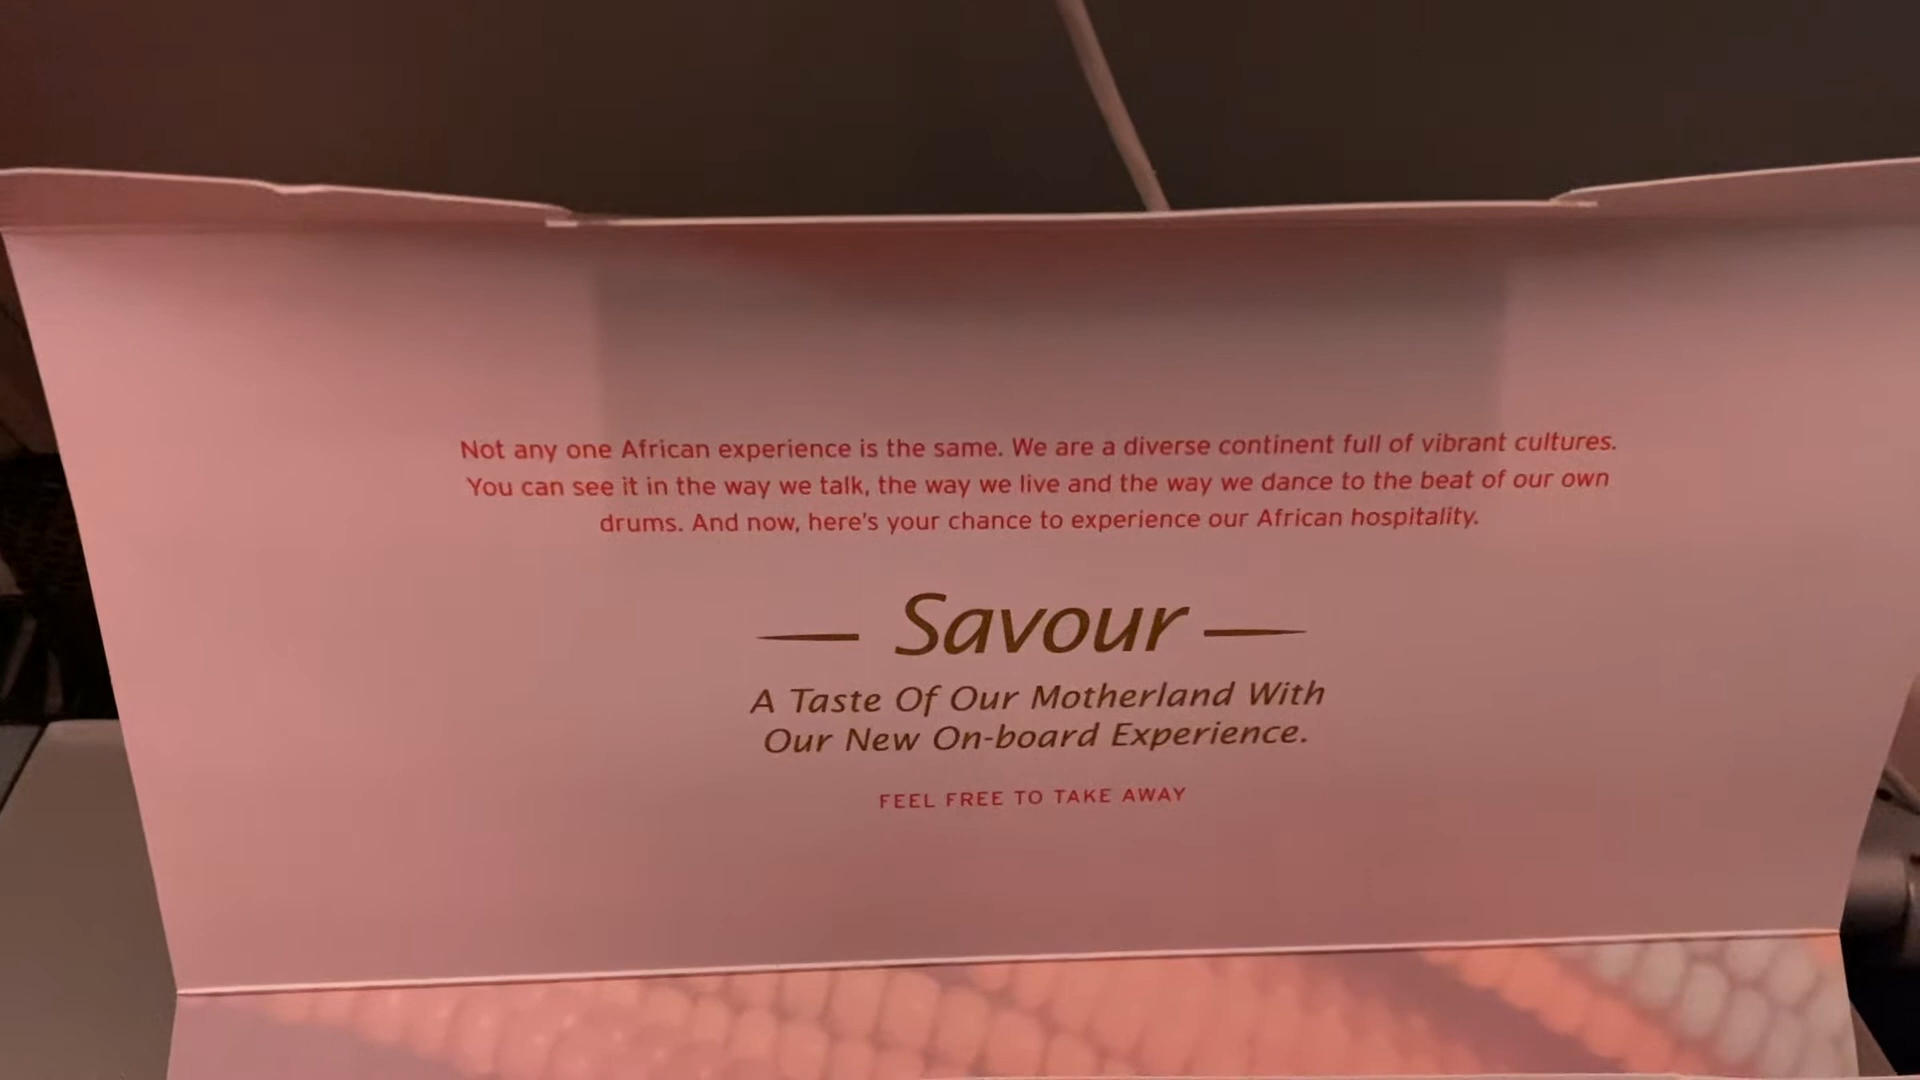 Not any one African experience is the same. We are a diverse continent full of vibrant cultures.
You can see it in the way we talk, the way we live and the way we dance to the beat of our own
drums. And now, here's your chance to experience our African hospitality.
Savour
A Taste Of Our Motherland With
Our New On-board Experience.
FEEL FREE TO TAKE AWAY